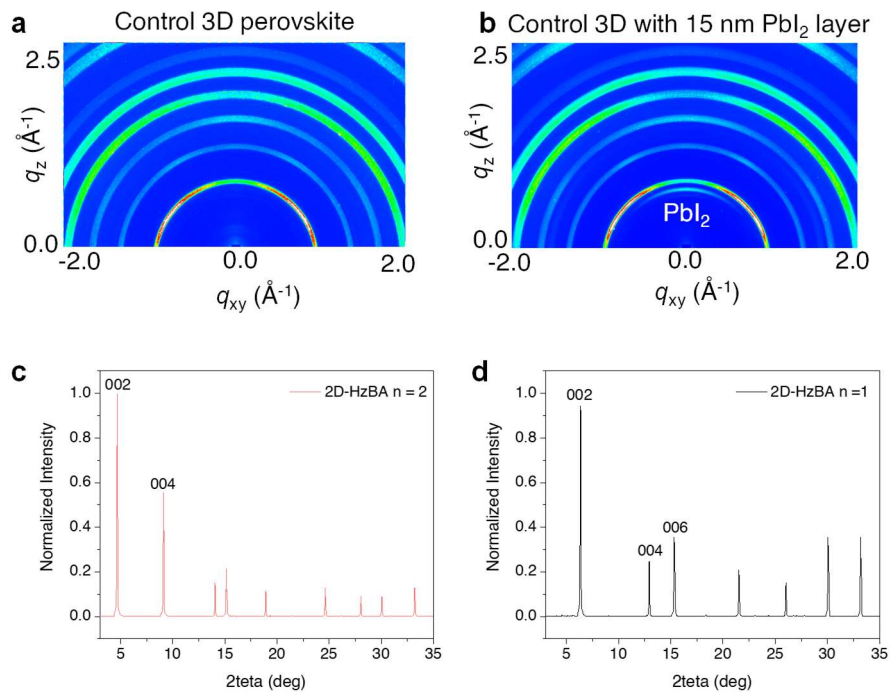 a Control 3D perovskite
2.5
q_z (Å⁻¹)
0.0
-2.0 0.0 2.0
q_xy (Å⁻¹)
b Control 3D with 15 nm PbI₂ layer
2.5
q_z (Å⁻¹)
PbI₂
0.0
-2.0 0.0 2.0
q_xy (Å⁻¹)
c
002
2D-HzBA n = 2
1.0
0.8
004
0.6
0.4
0.2
0.0
Normalized Intensity
5 10 15 20 25 30 35
2teta (deg)
d
002
2D-HzBA n =1
1.0
0.8
0.6
0.4
004 006
0.2
0.0
Normalized Intensity
5 10 15 20 25 30 35
2teta (deg)